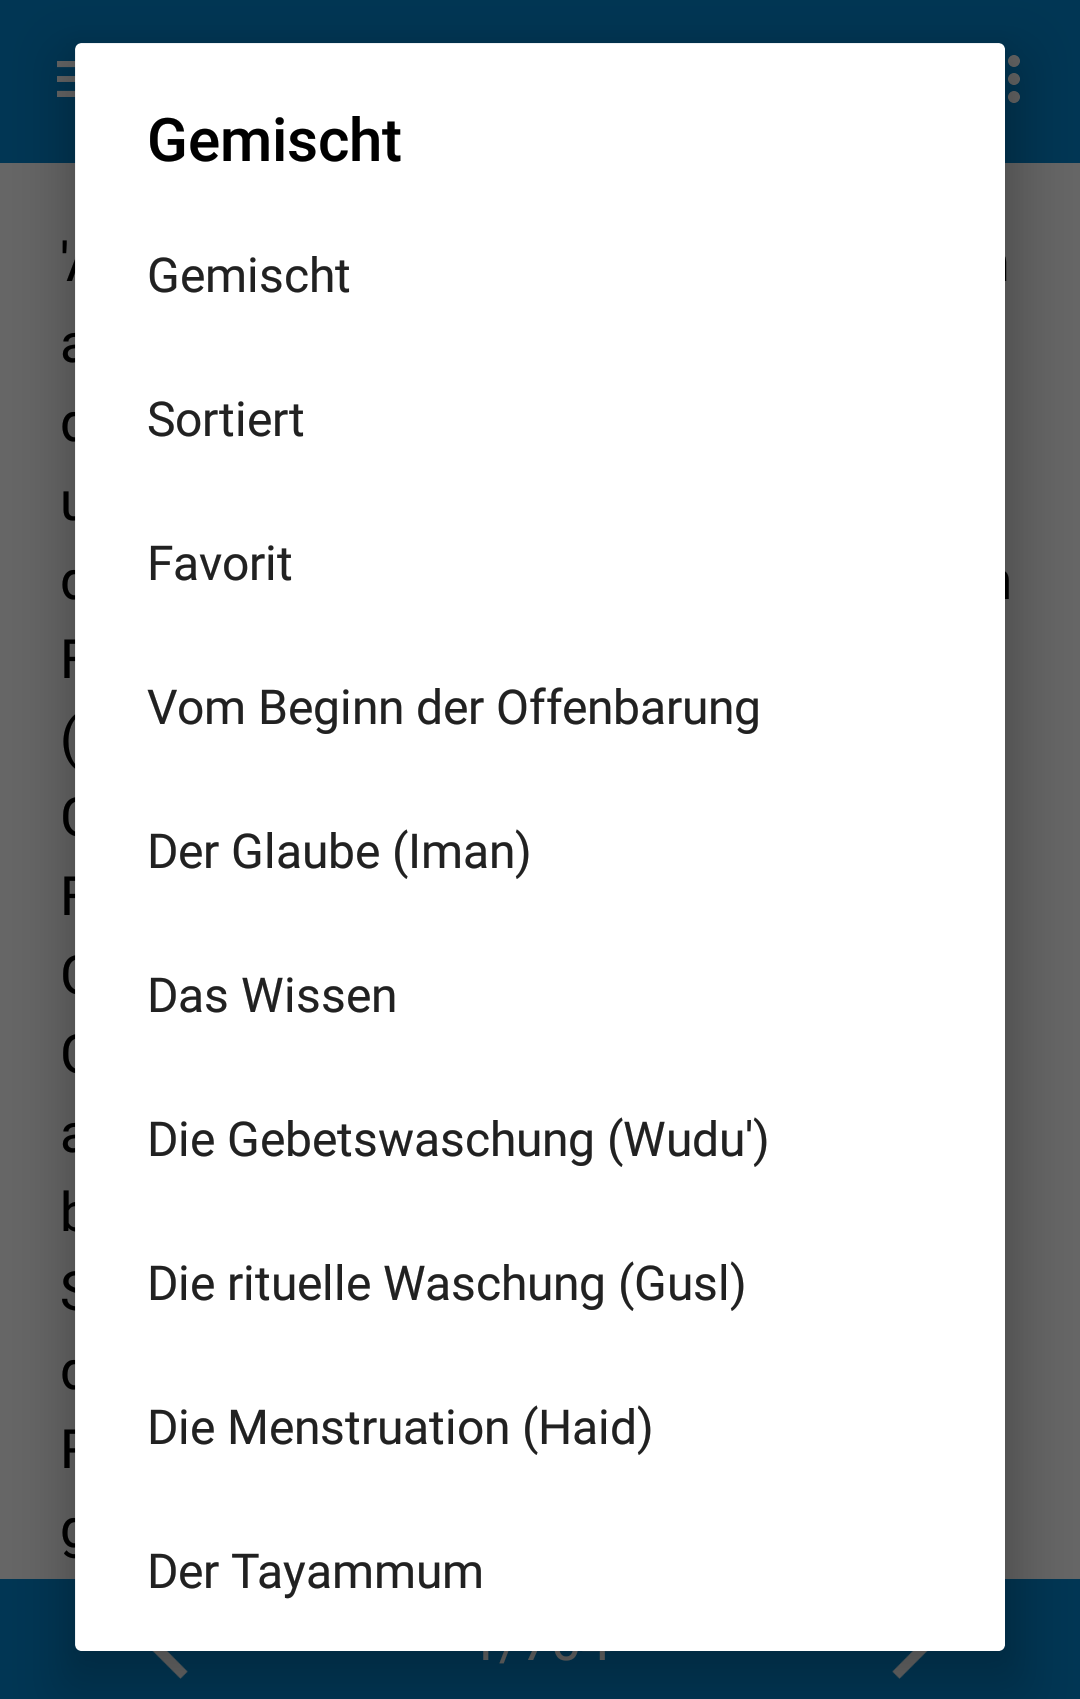 Gemischt
Gemischt
Sortiert
Favorit
Vom Beginn der Offenbarung
Der Glaube (Iman)
Das Wissen
Die Gebetswaschung (Wudu')
Die rituelle Waschung (Gusl)
Die Menstruation (Haid)
Der Tayammum